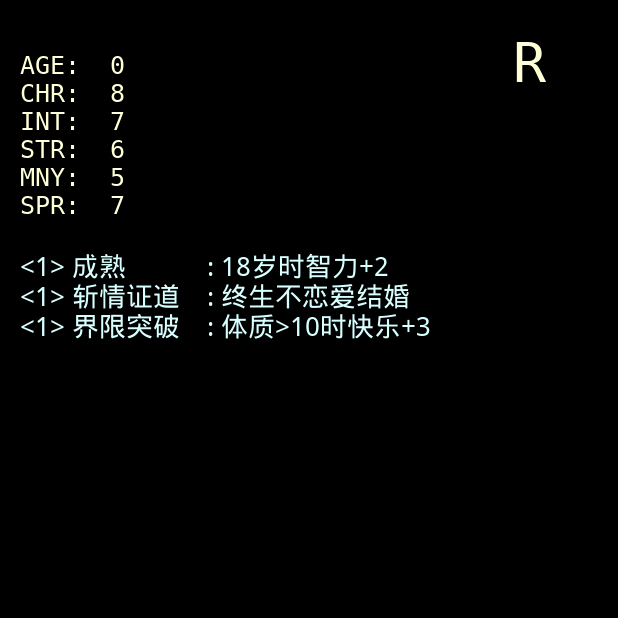 R
AGE: 0
CHR: 8
INT: 7
STR: 6
MNY: 5
SPR: 7
<1> 成熟 : 18岁时智力+2
<1> 斩情证道 : 终生不恋爱结婚
<1> 界限突破 : 体质>10时快乐+3